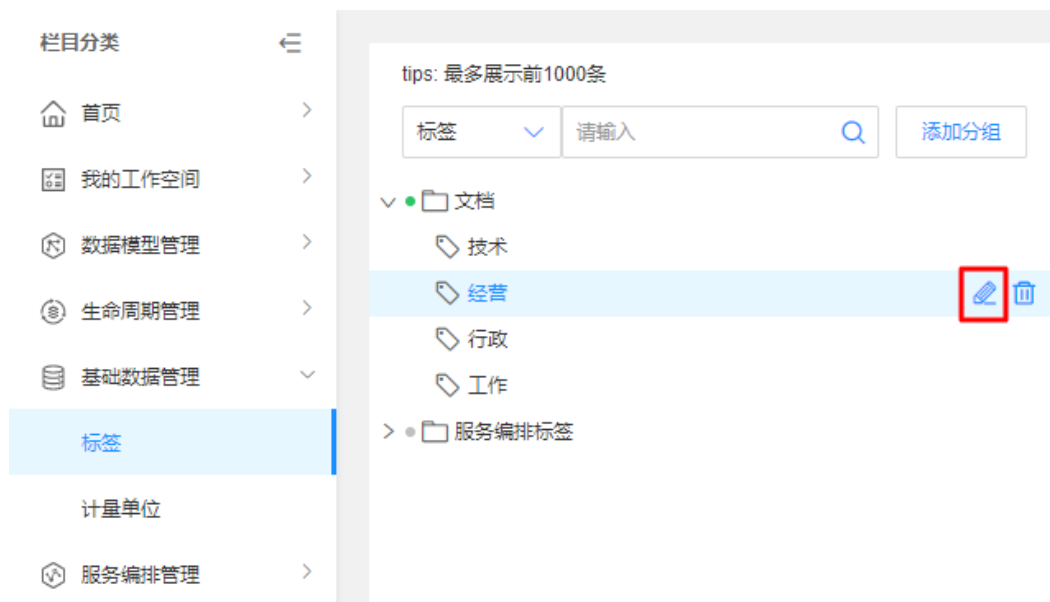 栏目分类
首页
我的工作空间
数据模型管理
生命周期管理
基础数据管理
标签
计量单位
服务编排管理
tips: 最多展示前1000条
标签 请输入 添加分组
文档
技术
经营
行政
工作
服务编排标签